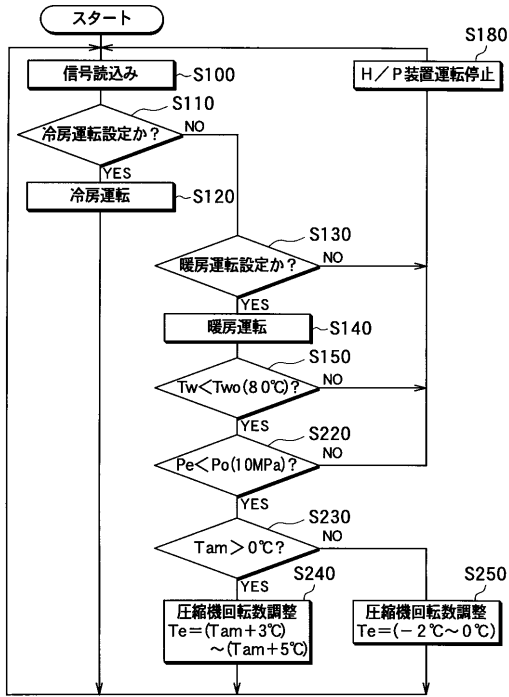 スタート
S180
信号読込み
S100
H／P装置運転停止
S110
冷房運転設定か？
NO
YES
冷房運転
S120
S130
暖房運転設定か？
NO
YES
暖房運転
S140
S150
Tw＜Two(80℃)？
NO
YES
S220
Pe＜Po(10MPa)？
NO
YES
S230
Tam＞0℃？
NO
YES
S240
S250
圧縮機回転数調整
Te＝(Tam＋3℃)
～(Tam＋5℃)
圧縮機回転数調整
Te＝(－2℃～0℃)